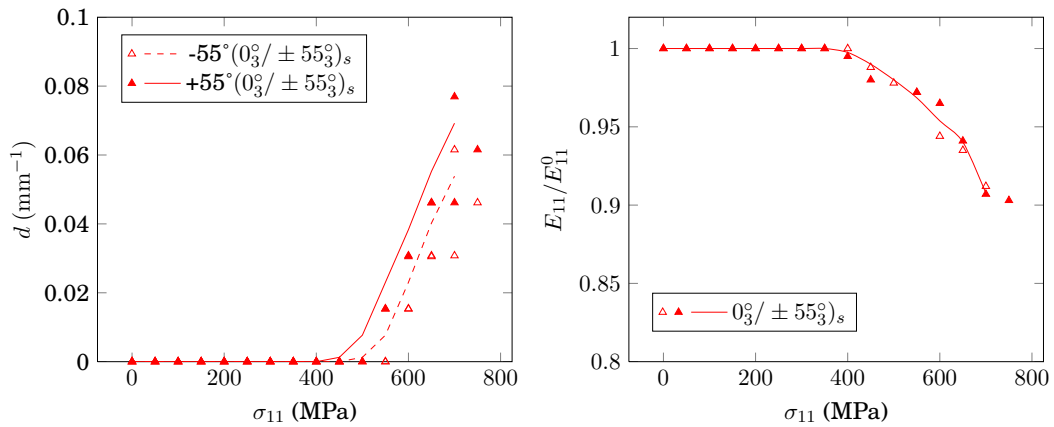 0.1
0.08
0.06
0.04
0.02
0
d (mm⁻¹)
-55°(0°₃/ ± 55°₃)ₛ
+55°(0°₃/ ± 55°₃)ₛ
0 200 400 600 800
σ₁₁ (MPa)
1
0.95
0.9
0.85
0.8
E₁₁/E⁰₁₁
0°₃/ ± 55°₃)ₛ
0 200 400 600 800
σ₁₁ (MPa)